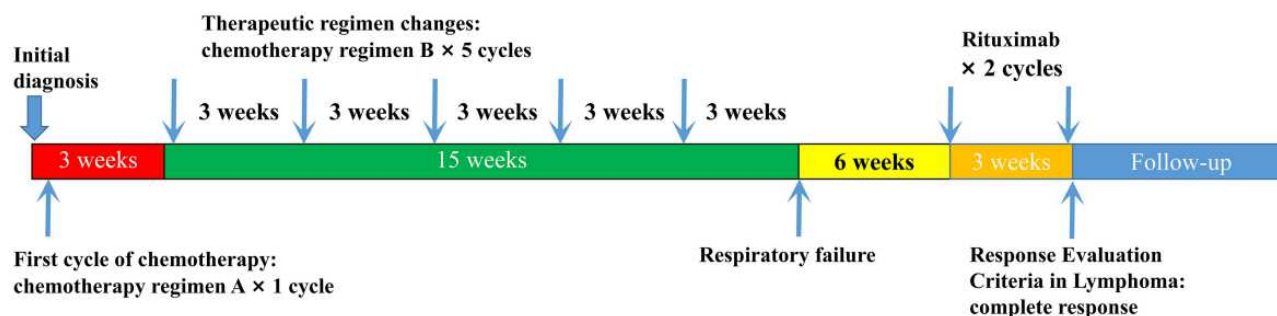 Therapeutic regimen changes:
chemotherapy regimen B × 5 cycles
Initial
diagnosis
Rituximab
× 2 cycles
3 weeks
3 weeks
3 weeks
3 weeks
3 weeks
3 weeks
15 weeks
6 weeks
3 weeks
Follow-up
First cycle of chemotherapy:
chemotherapy regimen A × 1 cycle
Respiratory failure
Response Evaluation
Criteria in Lymphoma:
complete response